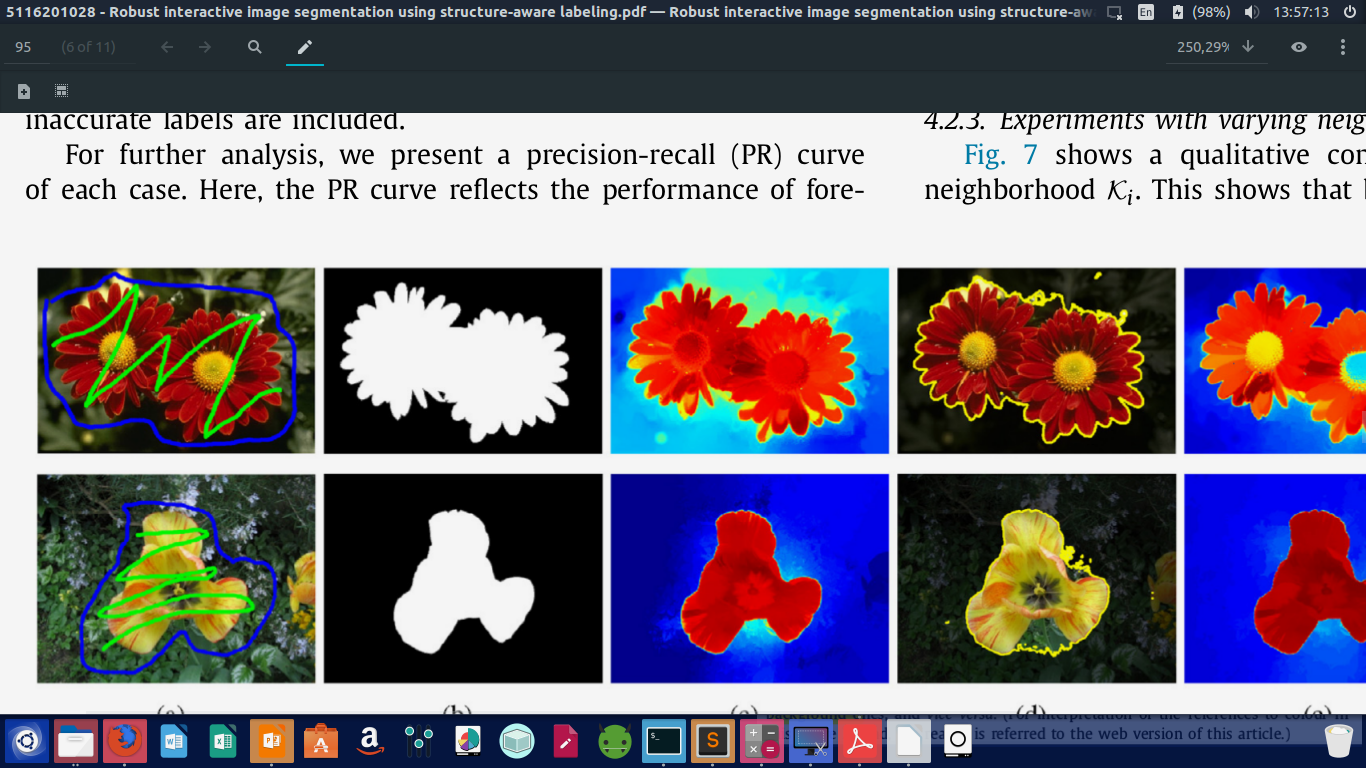 5116201028 - Robust interactive image segmentation using structure-aware labeling.pdf — Robust interactive image segmentation using structure-aw
En (98%) 13:57:13
95 (6 of 11) 250,29%
inaccurate labels are included.
For further analysis, we present a precision-recall (PR) curve
of each case. Here, the PR curve reflects the performance of fore-
4.2.3. Experiments with varying neig
Fig. 7 shows a qualitative con
neighborhood 𝒦i. This shows that
(a) (b) (c) (d) (e)
is referred to the web version of this article.)